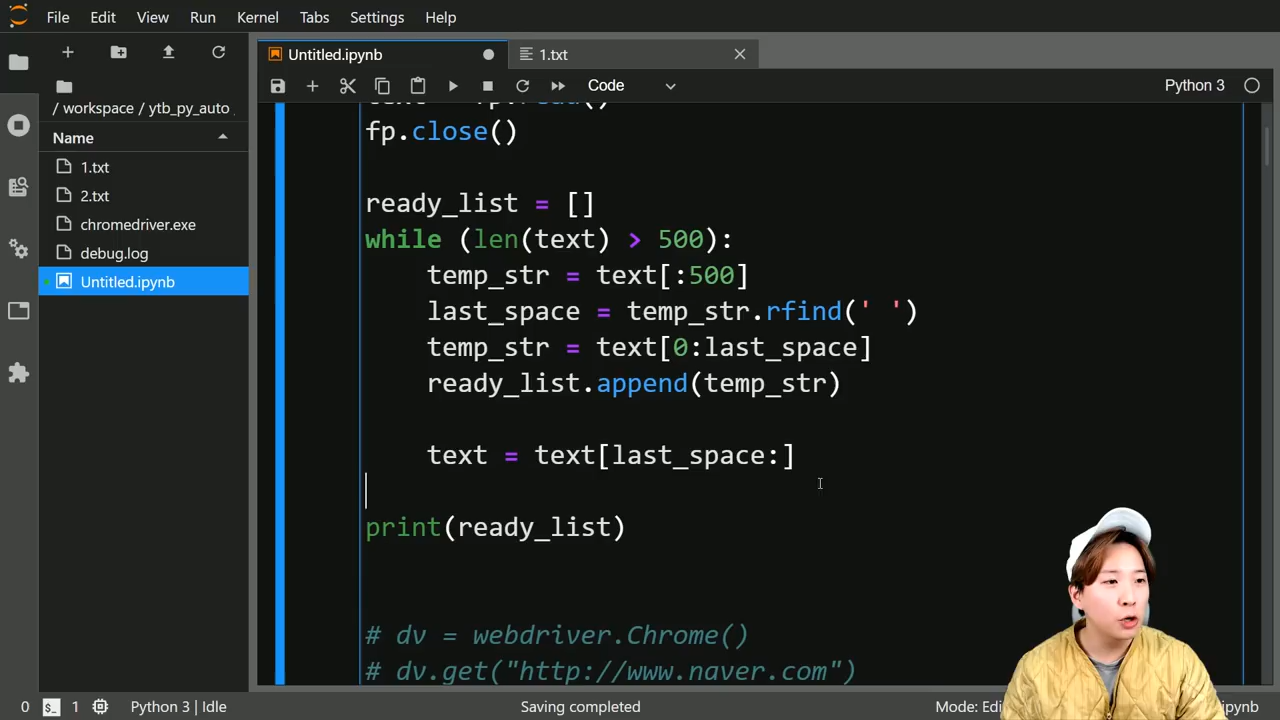 File Edit View Run Kernel Tabs Settings Help
Untitled.ipynb
1.txt
Code
Python 3
/ workspace / ytb_py_auto
Name
1.txt
2.txt
chromedriver.exe
debug.log
Untitled.ipynb
text = fp.read()
fp.close()
ready_list = []
while (len(text) > 500):
temp_str = text[:500]
last_space = temp_str.rfind(' ')
temp_str = text[0:last_space]
ready_list.append(temp_str)
text = text[last_space:]
print(ready_list)
# dv = webdriver.Chrome()
# dv.get("http://www.naver.com")
0 $_ 1 Python 3 | Idle Saving completed Mode: Edi ipynb